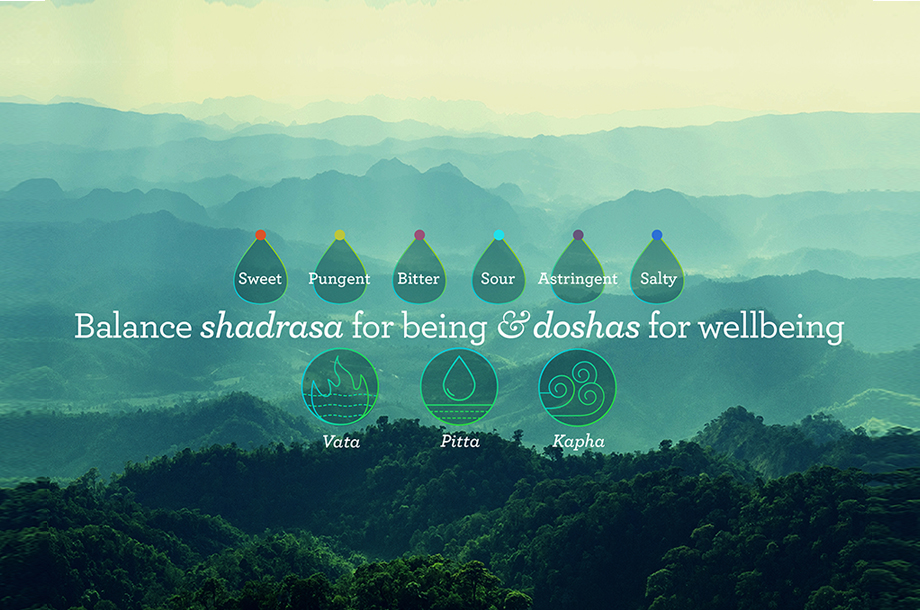 Sweet Pungent Bitter Sour Astringent Salty
Balance shadrasa for being & doshas for wellbeing
Vata Pitta Kapha